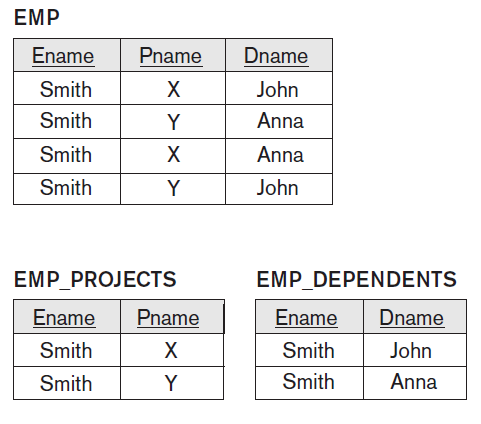 EMP
Ename Pname Dname
Smith X John
Smith Y Anna
Smith X Anna
Smith Y John
EMP_PROJECTS
Ename Pname
Smith X
Smith Y
EMP_DEPENDENTS
Ename Dname
Smith John
Smith Anna